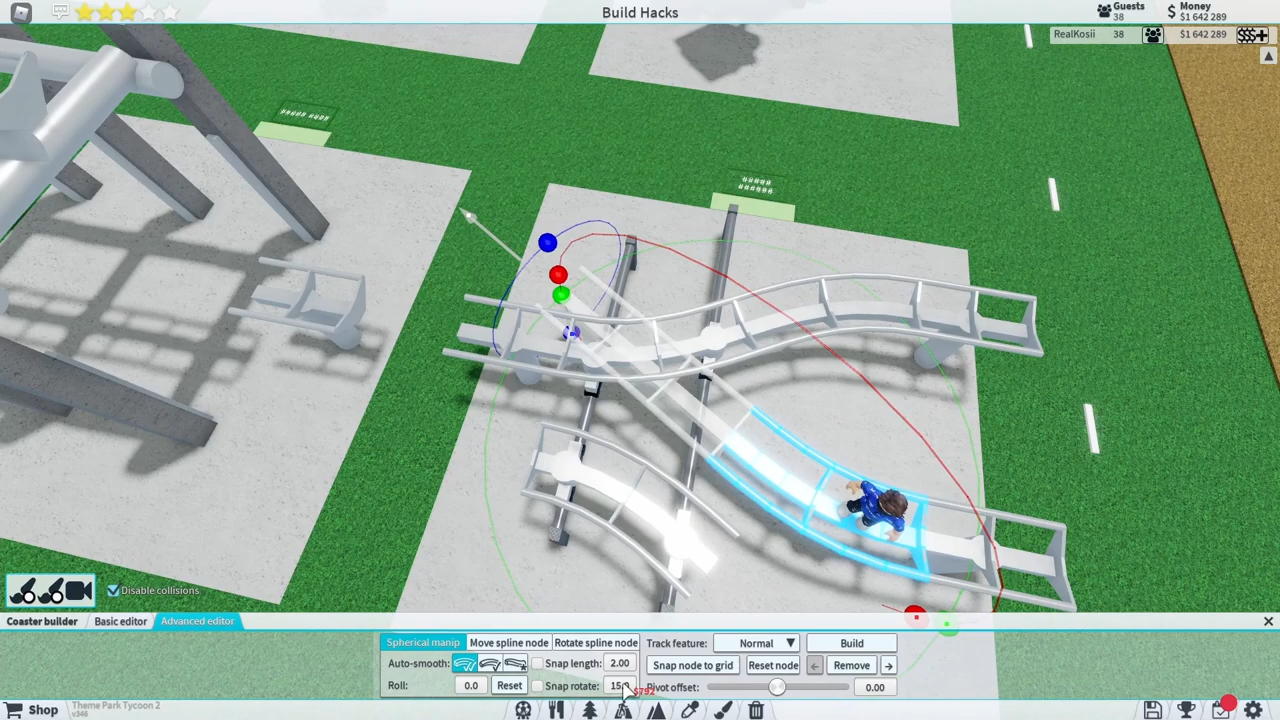 Build Hacks
Guests
38
Money
$1 642 289
RealKosii 38 $1 642 289 $$$+
##### ####
#####
######
Disable collisions
Coaster builder Basic editor Advanced editor
Spherical manip Move spline node Rotate spline node Track feature: Normal Build
Auto-smooth: Snap length: 2.00 Snap node to grid Reset node Remove
Roll: 0.0 Reset Snap rotate: Pivot offset: 0.00
$792
Shop
Theme Park Tycoon 2
v346